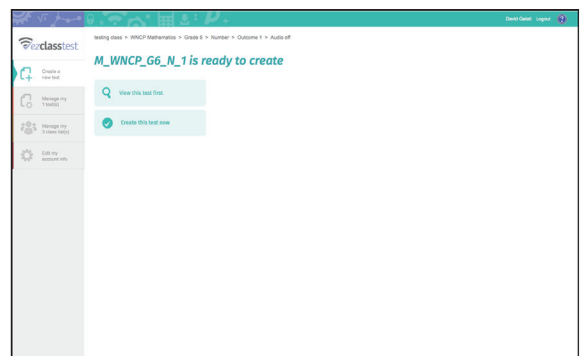 David Galati Logout ?
ezclasstest
testing class > WNCP Mathematics > Grade 6 > Number > Outcome 1 > Audio off
M_WNCP_G6_N_1 is ready to create
Create a
new test
View this test first
Manage my
1 test(s)
Create this test now
Manage my
3 class list(s)
Edit my
account info